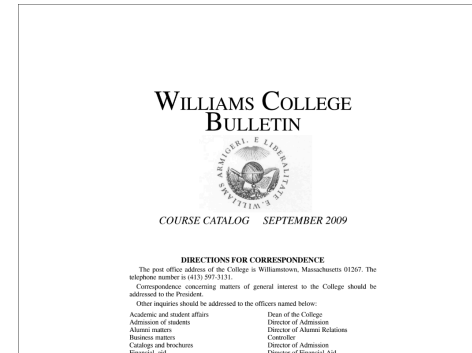 WILLIAMS COLLEGE
BULLETIN
E LIBERALITATE E. WILLIAMS ARMIGERI.
COURSE CATALOG SEPTEMBER 2009
DIRECTIONS FOR CORRESPONDENCE
The post office address of the College is Williamstown, Massachusetts 01267. The
telephone number is (413) 597-3131.
Correspondence concerning matters of general interest to the College should be
addressed to the President.
Other inquiries should be addressed to the officers named below:
Academic and student affairs Dean of the College
Admission of students Director of Admission
Alumni matters Director of Alumni Relations
Business matters Controller
Catalogs and brochures Director of Admission
Financial aid Director of Financial Aid